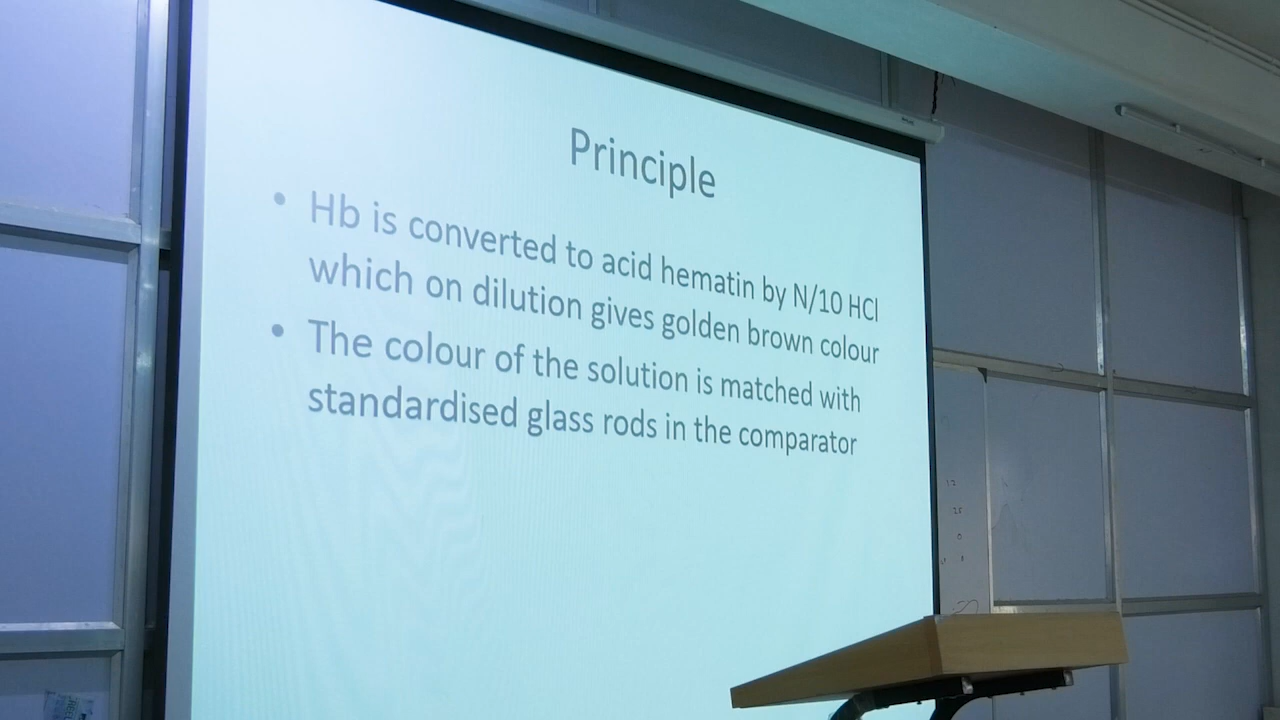 Principle
• Hb is converted to acid hematin by N/10 HCl
which on dilution gives golden brown colour
• The colour of the solution is matched with
standardised glass rods in the comparator